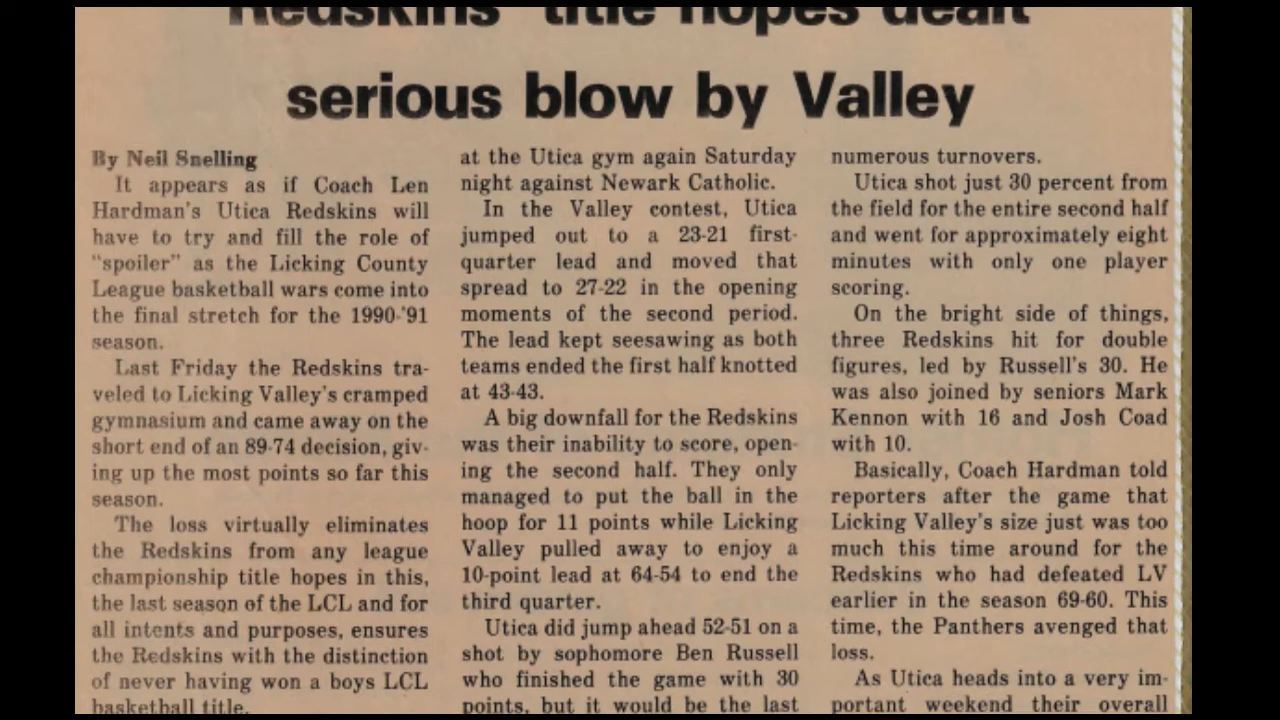 Redskins' title hopes dealt
serious blow by Valley
By Neil Snelling
It appears as if Coach Len
Hardman's Utica Redskins will
have to try and fill the role of
"spoiler" as the Licking County
League basketball wars come into
the final stretch for the 1990-'91
season.
Last Friday the Redskins tra-
veled to Licking Valley's cramped
gymnasium and came away on the
short end of an 89-74 decision, giv-
ing up the most points so far this
season.
The loss virtually eliminates
the Redskins from any league
championship title hopes in this,
the last season of the LCL and for
all intents and purposes, ensures
the Redskins with the distinction
of never having won a boys LCL
basketball title.
at the Utica gym again Saturday
night against Newark Catholic.
In the Valley contest, Utica
jumped out to a 23-21 first-
quarter lead and moved that
spread to 27-22 in the opening
moments of the second period.
The lead kept seesawing as both
teams ended the first half knotted
at 43-43.
A big downfall for the Redskins
was their inability to score, open-
ing the second half. They only
managed to put the ball in the
hoop for 11 points while Licking
Valley pulled away to enjoy a
10-point lead at 64-54 to end the
third quarter.
Utica did jump ahead 52-51 on a
shot by sophomore Ben Russell
who finished the game with 30
points, but it would be the last
numerous turnovers.
Utica shot just 30 percent from
the field for the entire second half
and went for approximately eight
minutes with only one player
scoring.
On the bright side of things,
three Redskins hit for double
figures, led by Russell's 30. He
was also joined by seniors Mark
Kennon with 16 and Josh Coad
with 10.
Basically, Coach Hardman told
reporters after the game that
Licking Valley's size just was too
much this time around for the
Redskins who had defeated LV
earlier in the season 69-60. This
time, the Panthers avenged that
loss.
As Utica heads into a very im-
portant weekend their overall